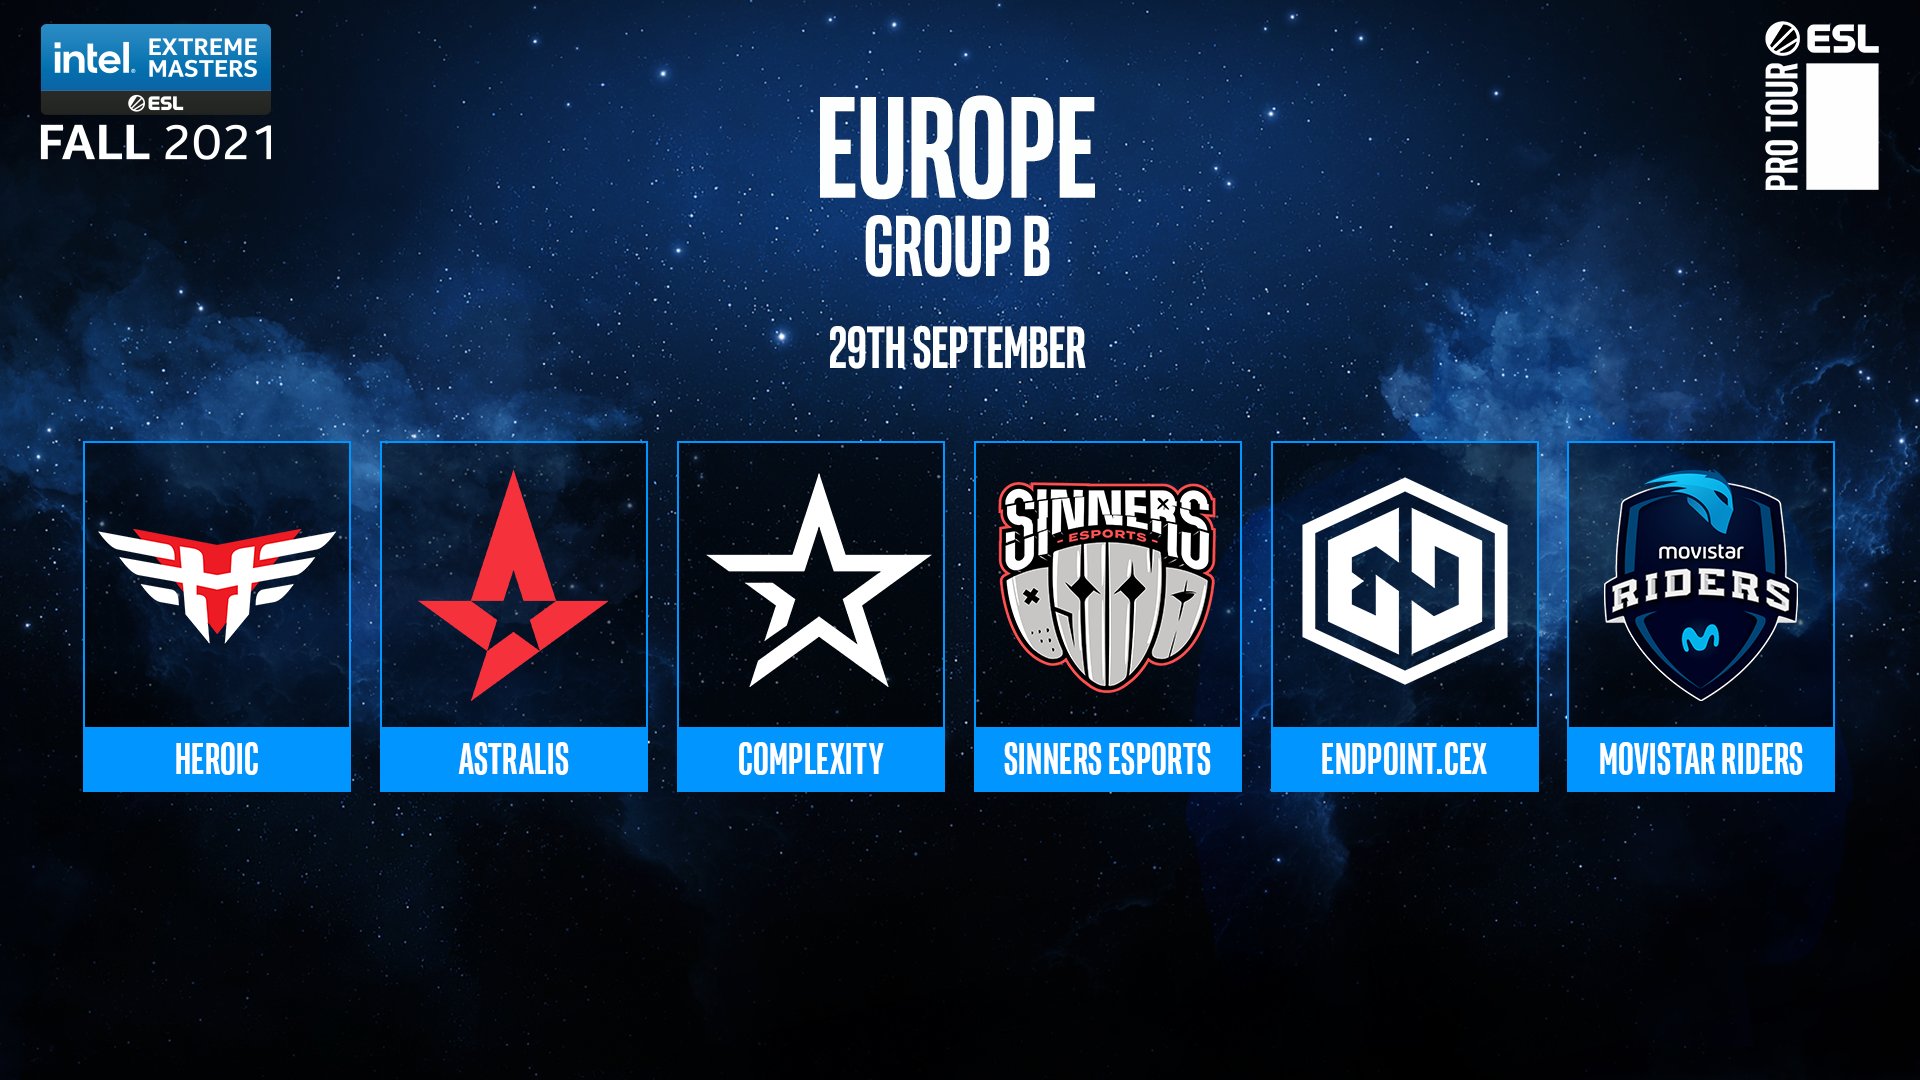 intel. EXTREME
MASTERS
ESL
FALL 2021
ESL
PRO TOUR
EUROPE
GROUP B
29TH SEPTEMBER
SINNERS
- ESPORTS -
movistar
RIDERS
HEROIC
ASTRALIS
COMPLEXITY
SINNERS ESPORTS
ENDPOINT.CEX
MOVISTAR RIDERS